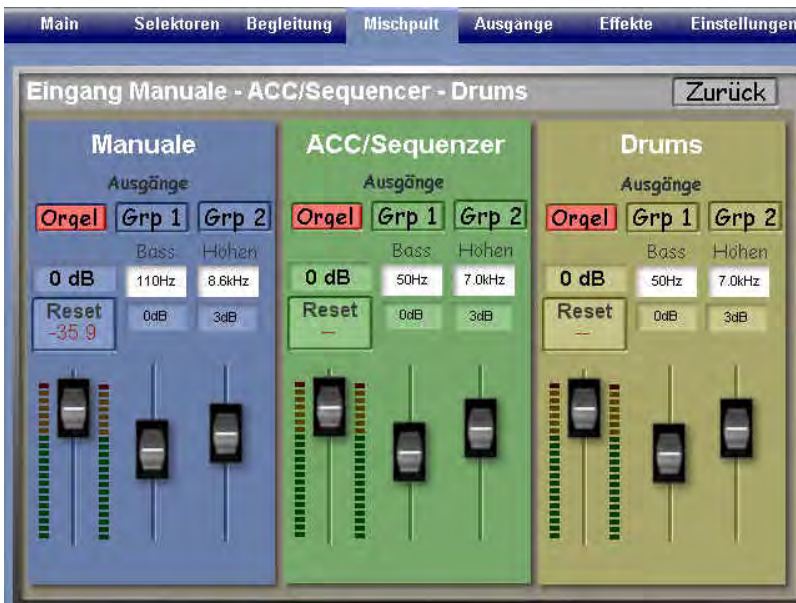 Main Selektoren Begleitung Mischpult Ausgänge Effekte Einstellungen
Eingang Manuale - ACC/Sequencer - Drums Zurück
Manuale
Ausgänge
Orgel Grp 1 Grp 2
Bass Höhen
0 dB 110Hz 8.6kHz
Reset
-35.9 0dB 3dB
ACC/Sequenzer
Ausgänge
Orgel Grp 1 Grp 2
Bass Höhen
0 dB 50Hz 7.0kHz
Reset
-- 0dB 3dB
Drums
Ausgänge
Orgel Grp 1 Grp 2
Bass Höhen
0 dB 50Hz 7.0kHz
Reset
-- 0dB 3dB